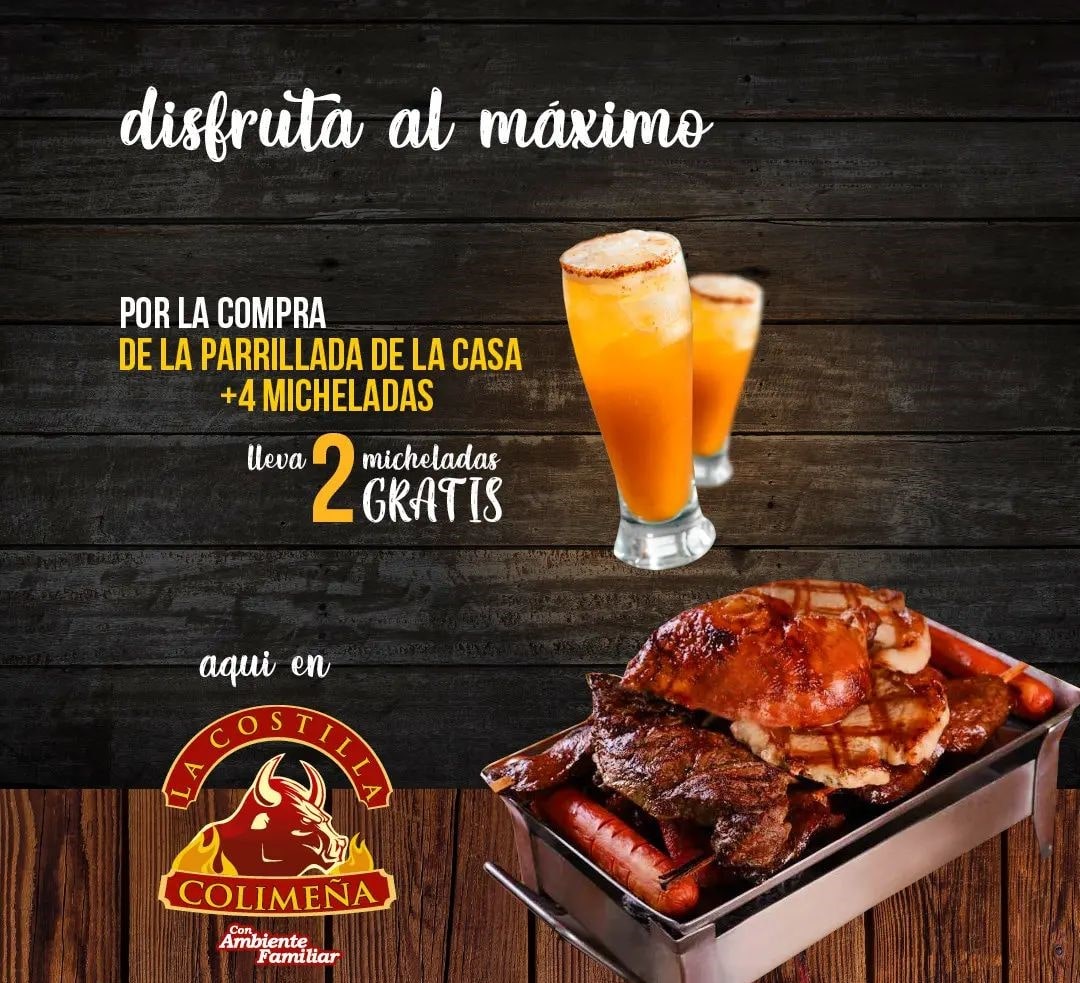 disfruta al máximo
POR LA COMPRA
DE LA PARRILLADA DE LA CASA
+4 MICHELADAS
lleva 2 micheladas
GRATIS
aqui en
LA COSTILLA
COLIMEÑA
Con
Ambiente
Familiar